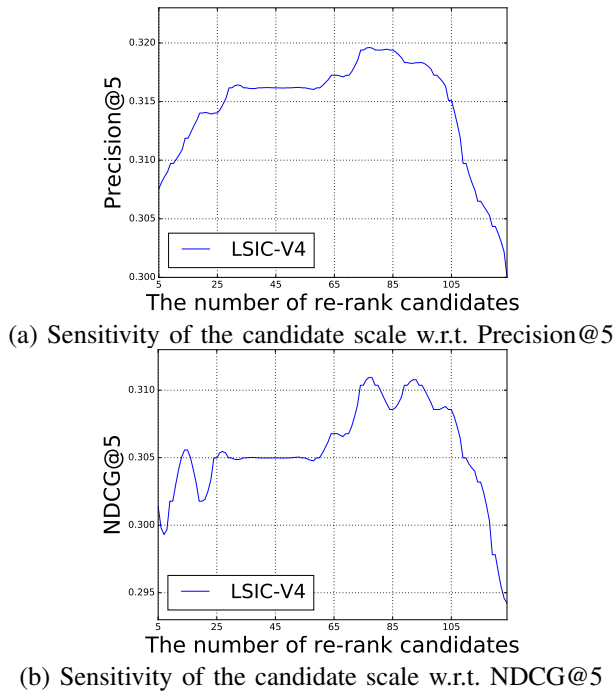 0.320
0.315
0.310
0.305
0.300
Precision@5
LSIC-V4
5 25 45 65 85 105
The number of re-rank candidates
(a) Sensitivity of the candidate scale w.r.t. Precision@5
0.310
0.305
0.300
0.295
NDCG@5
LSIC-V4
5 25 45 65 85 105
The number of re-rank candidates
(b) Sensitivity of the candidate scale w.r.t. NDCG@5